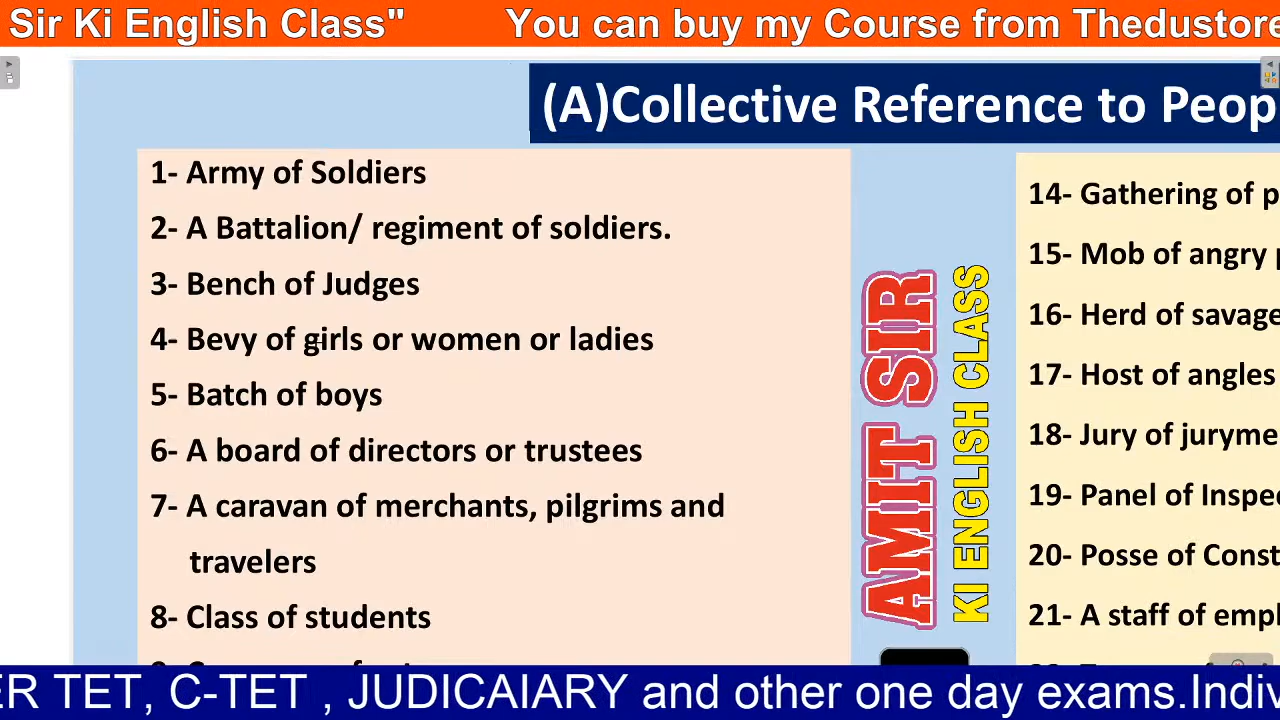 Sir Ki English Class" You can buy my Course from Thedustore
(A)Collective Reference to Peop
1- Army of Soldiers
2- A Battalion/ regiment of soldiers.
3- Bench of Judges
4- Bevy of girls or women or ladies
5- Batch of boys
6- A board of directors or trustees
7- A caravan of merchants, pilgrims and
travelers
8- Class of students
AMIT SIR
KI ENGLISH CLASS
14- Gathering of p
15- Mob of angry p
16- Herd of savage
17- Host of angles
18- Jury of juryme
19- Panel of Inspe
20- Posse of Const
21- A staff of empl
ER TET, C-TET , JUDICAIARY and other one day exams.Indiv